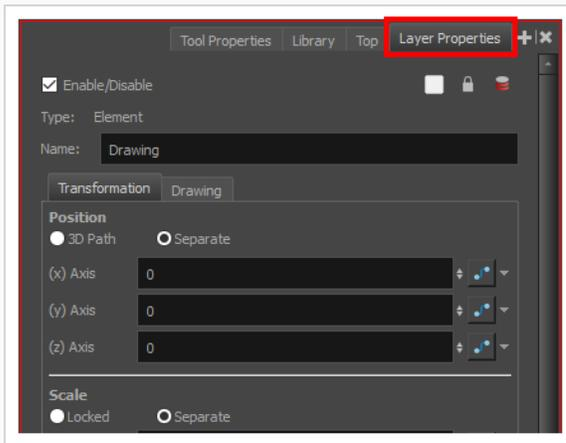 Tool Properties Library Top Layer Properties
Enable/Disable
Type: Element
Name: Drawing
Transformation Drawing
Position
3D Path Separate
(x) Axis 0
(y) Axis 0
(z) Axis 0
Scale
Locked Separate